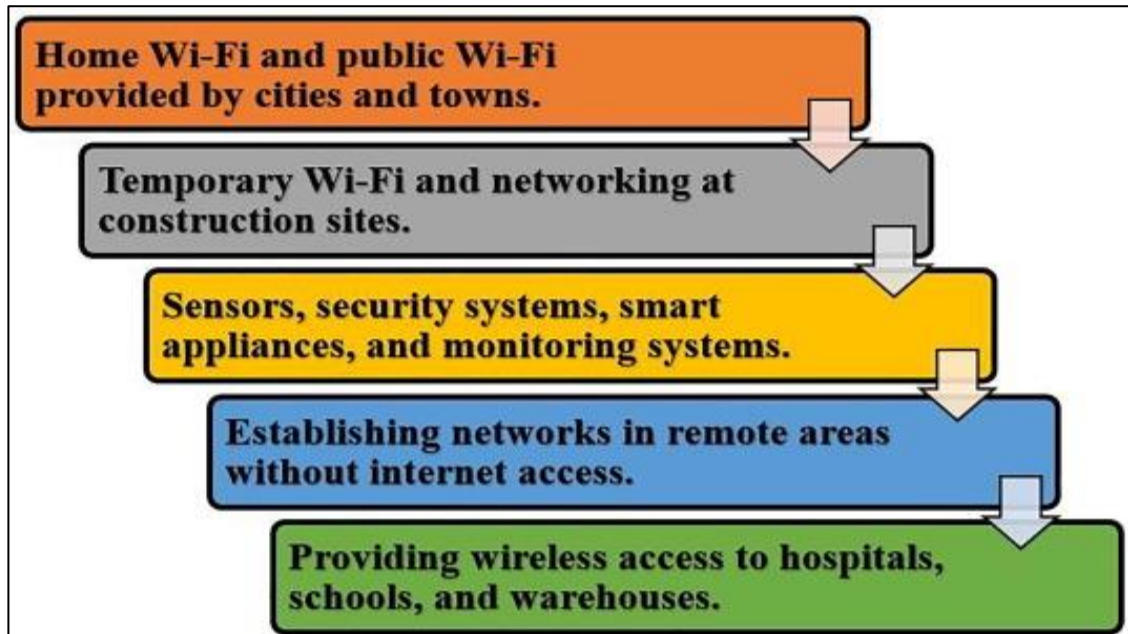 Home Wi-Fi and public Wi-Fi
provided by cities and towns.
Temporary Wi-Fi and networking at
construction sites.
Sensors, security systems, smart
appliances, and monitoring systems.
Establishing networks in remote areas
without internet access.
Providing wireless access to hospitals,
schools, and warehouses.